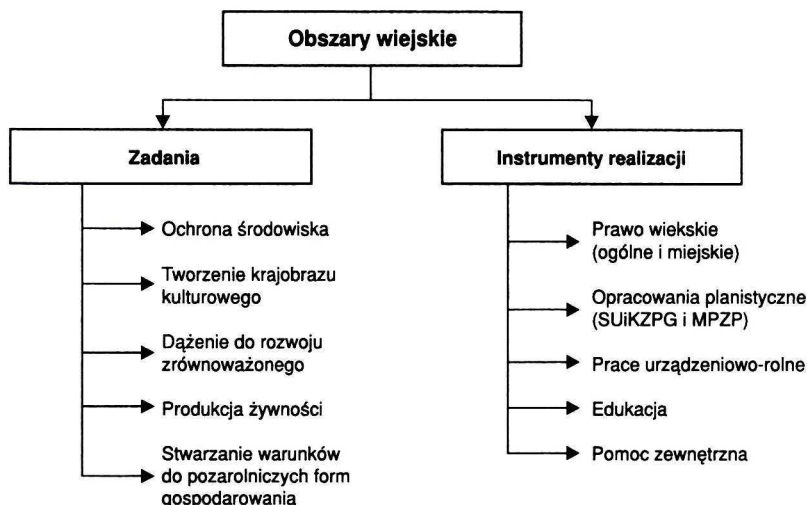 Obszary wiejskie
Zadania
Ochrona środowiska
Tworzenie krajobrazu
kulturowego
Dążenie do rozwoju
zrównoważonego
Produkcja żywności
Stwarzanie warunków
do pozarolniczych form
gospodarowania
Instrumenty realizacji
Prawo wiekskie
(ogólne i miejskie)
Opracowania planistyczne
(SUiKZPG i MPZP)
Prace urządzeniowo-rolne
Edukacja
Pomoc zewnętrzna